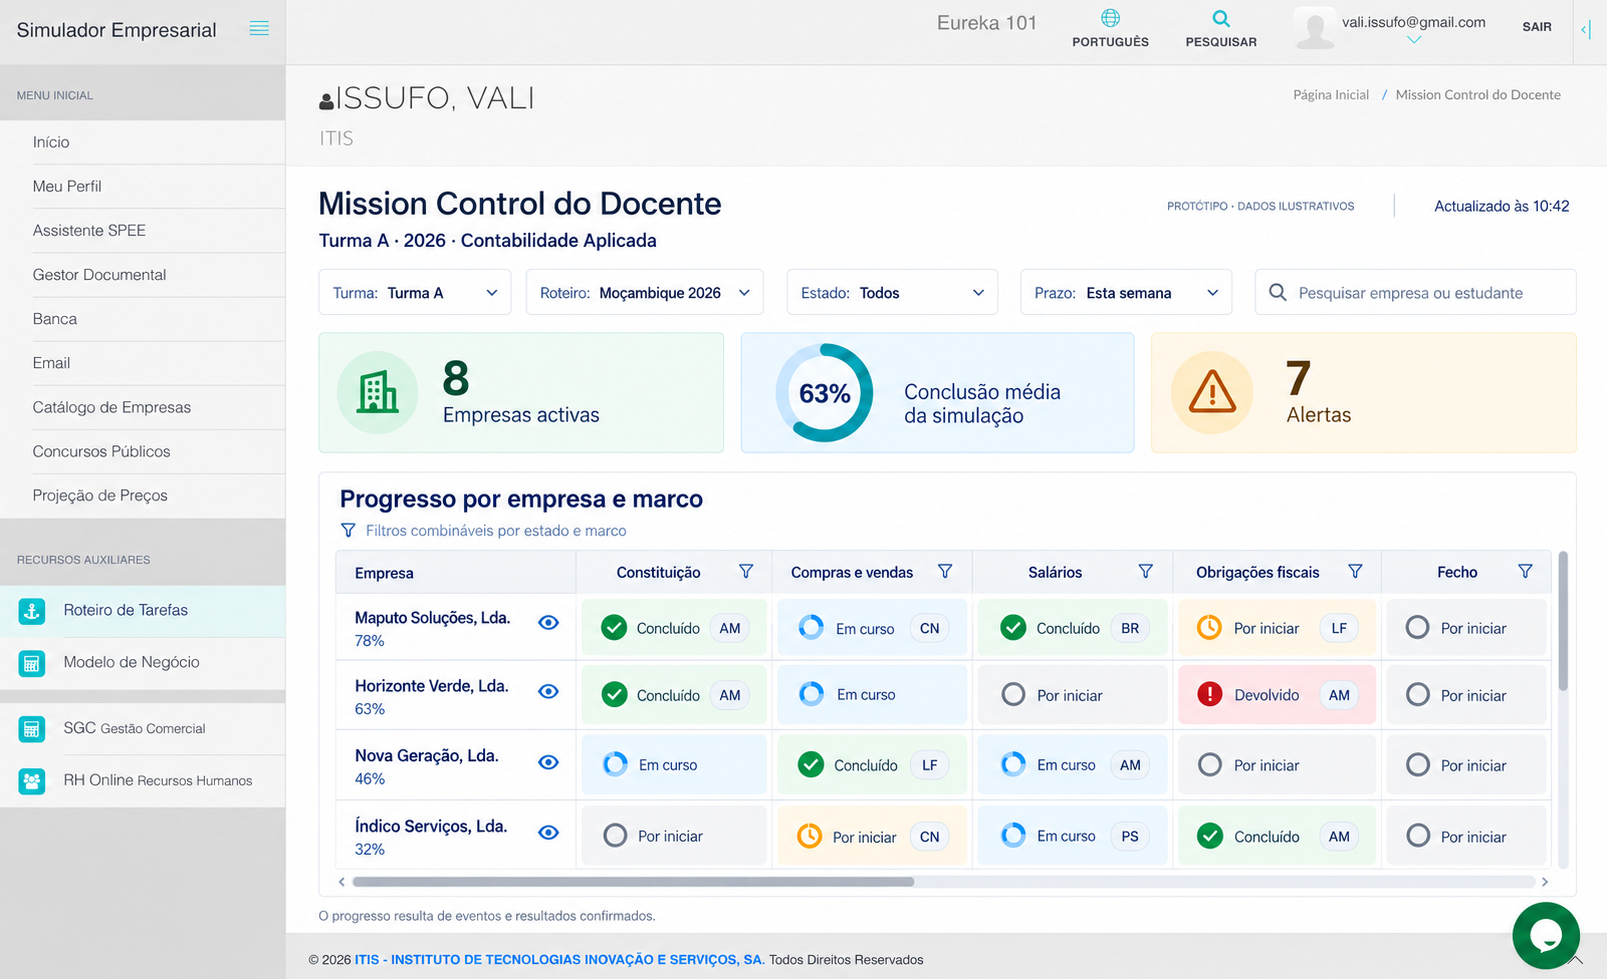 Simulador Empresarial
Eureka 101
PORTUGUÊS
PESQUISAR
vali.issufo@gmail.com
SAIR
MENU INICIAL
Início
Meu Perfil
Assistente SPEE
Gestor Documental
Banca
Email
Catálogo de Empresas
Concursos Públicos
Projeção de Preços
RECURSOS AUXILIARES
Roteiro de Tarefas
Modelo de Negócio
SGC Gestão Comercial
RH Online Recursos Humanos
ISSUFO, VALI
ITIS
Página Inicial / Mission Control do Docente
Mission Control do Docente
PROTÓTIPO · DADOS ILUSTRATIVOS
Actualizado às 10:42
Turma A · 2026 · Contabilidade Aplicada
Turma: Turma A
Roteiro: Moçambique 2026
Estado: Todos
Prazo: Esta semana
Pesquisar empresa ou estudante
8
Empresas activas
63%
Conclusão média
da simulação
7
Alertas
Progresso por empresa e marco
Filtros combináveis por estado e marco
Empresa Constituição Compras e vendas Salários Obrigações fiscais Fecho
Maputo Soluções, Lda.
78%
Concluído AM Em curso CN Concluído BR Por iniciar LF Por iniciar
Horizonte Verde, Lda.
63%
Concluído AM Em curso Por iniciar Devolvido AM Por iniciar
Nova Geração, Lda.
46%
Em curso Concluído LF Em curso AM Por iniciar Por iniciar
Índico Serviços, Lda.
32%
Por iniciar Por iniciar CN Em curso PS Concluído AM Por iniciar
O progresso resulta de eventos e resultados confirmados.
© 2026 ITIS - INSTITUTO DE TECNOLOGIAS INOVAÇÃO E SERVIÇOS, SA. Todos Direitos Reservados